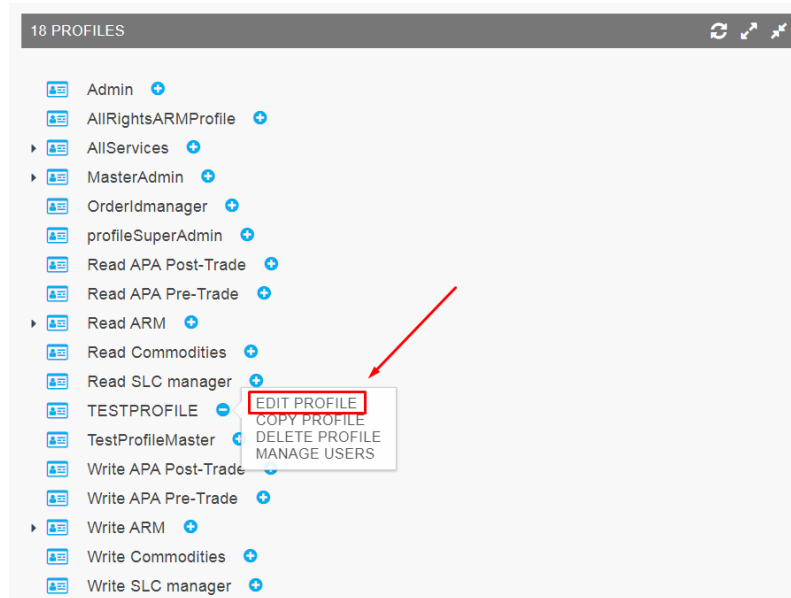 18 PROFILES
Admin
AllRightsARMProfile
AllServices
MasterAdmin
OrderIdmanager
profileSuperAdmin
Read APA Post-Trade
Read APA Pre-Trade
Read ARM
Read Commodities
Read SLC manager
TESTPROFILE
EDIT PROFILE
COPY PROFILE
DELETE PROFILE
MANAGE USERS
TestProfileMaster
Write APA Post-Trade
Write APA Pre-Trade
Write ARM
Write Commodities
Write SLC manager